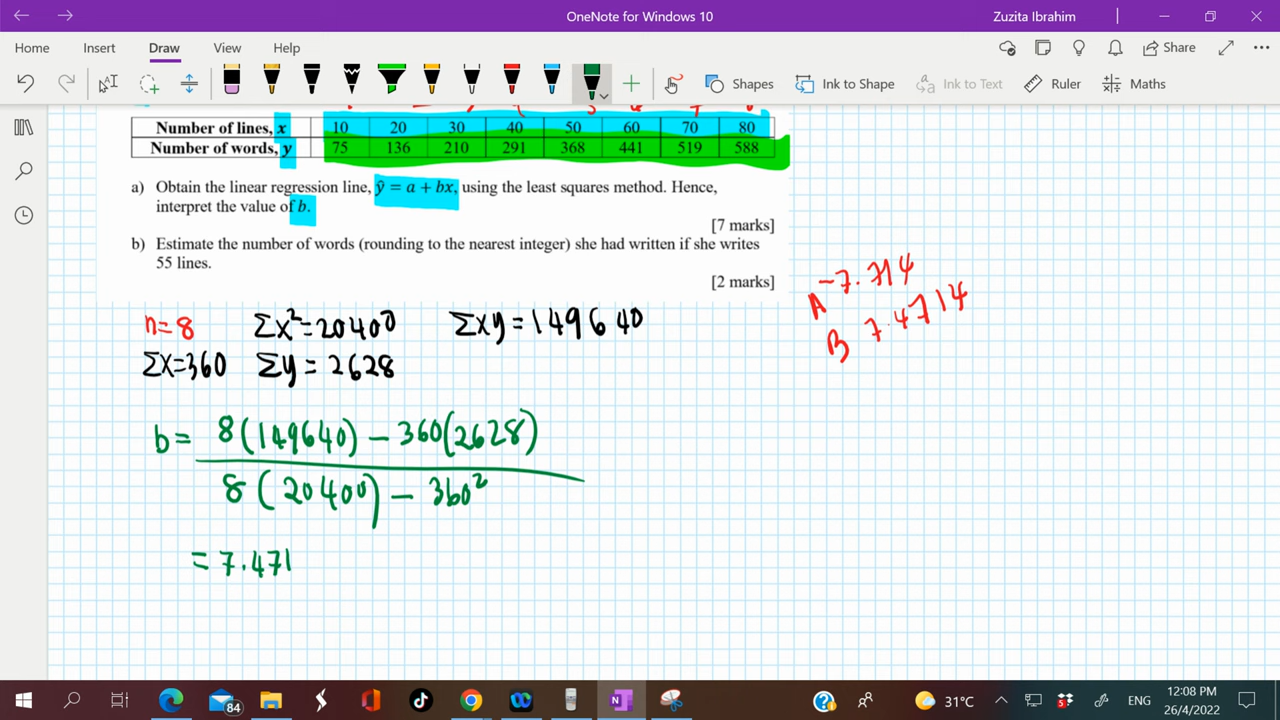 OneNote for Windows 10
Zuzita Ibrahim
Home Insert Draw View Help
Share
Shapes
Ink to Shape
Ink to Text
Ruler
Maths
Number of lines, x 10 20 30 40 50 60 70 80
Number of words, y 75 136 210 291 368 441 519 588
a) Obtain the linear regression line, ŷ = a + bx, using the least squares method. Hence,
interpret the value of b.
[7 marks]
b) Estimate the number of words (rounding to the nearest integer) she had written if she writes
55 lines.
[2 marks]
A -7.714
B 7.4714
n=8 Σx²=20400 Σxy=149640
Σx=360 Σy=2628
b= 8(149640) - 360(2628)
8(20400) - 360²
= 7.471
84
31°C
5
ENG
12:08 PM
26/4/2022